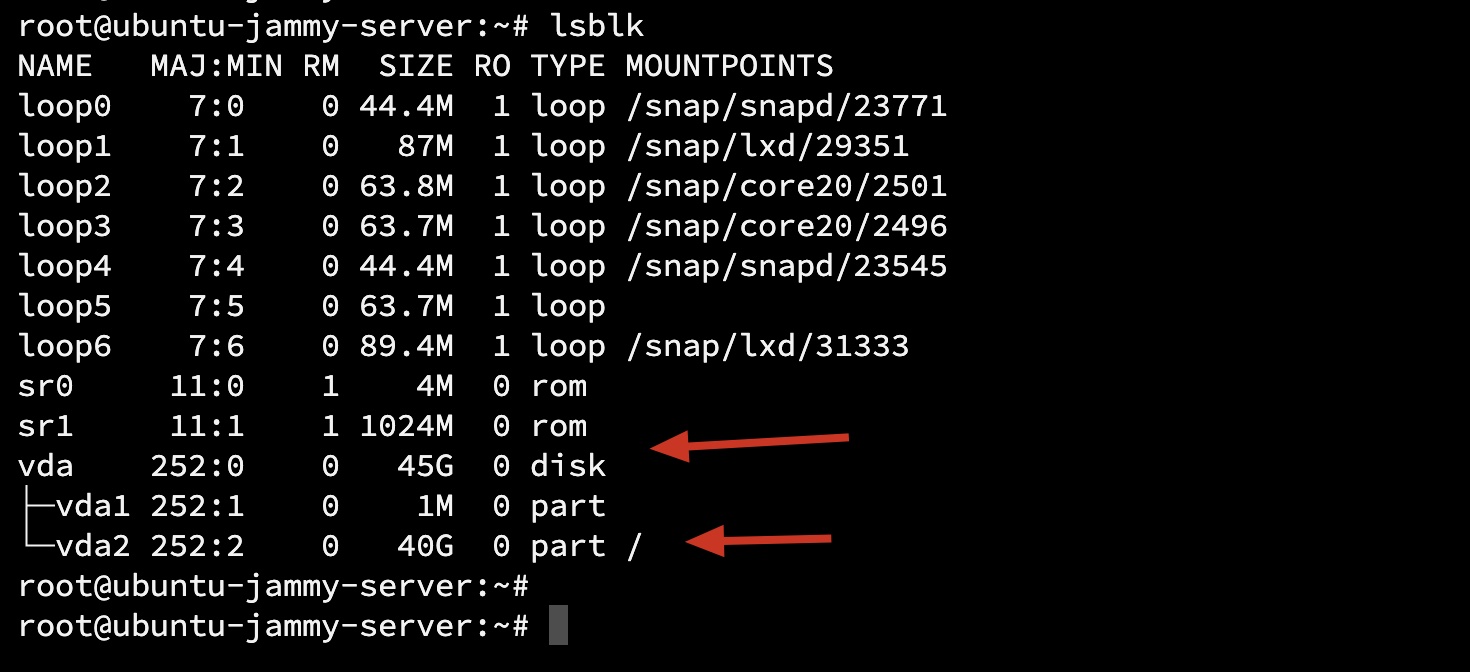 root@ubuntu-jammy-server:~# lsblk
NAME   MAJ:MIN RM  SIZE RO TYPE MOUNTPOINTS
loop0    7:0    0 44.4M  1 loop /snap/snapd/23771
loop1    7:1    0   87M  1 loop /snap/lxd/29351
loop2    7:2    0 63.8M  1 loop /snap/core20/2501
loop3    7:3    0 63.7M  1 loop /snap/core20/2496
loop4    7:4    0 44.4M  1 loop /snap/snapd/23545
loop5    7:5    0 63.7M  1 loop
loop6    7:6    0 89.4M  1 loop /snap/lxd/31333
sr0     11:0    1    4M  0 rom
sr1     11:1    1 1024M  0 rom
vda    252:0    0   45G  0 disk
├─vda1 252:1    0    1M  0 part
└─vda2 252:2    0   40G  0 part /
root@ubuntu-jammy-server:~#
root@ubuntu-jammy-server:~#